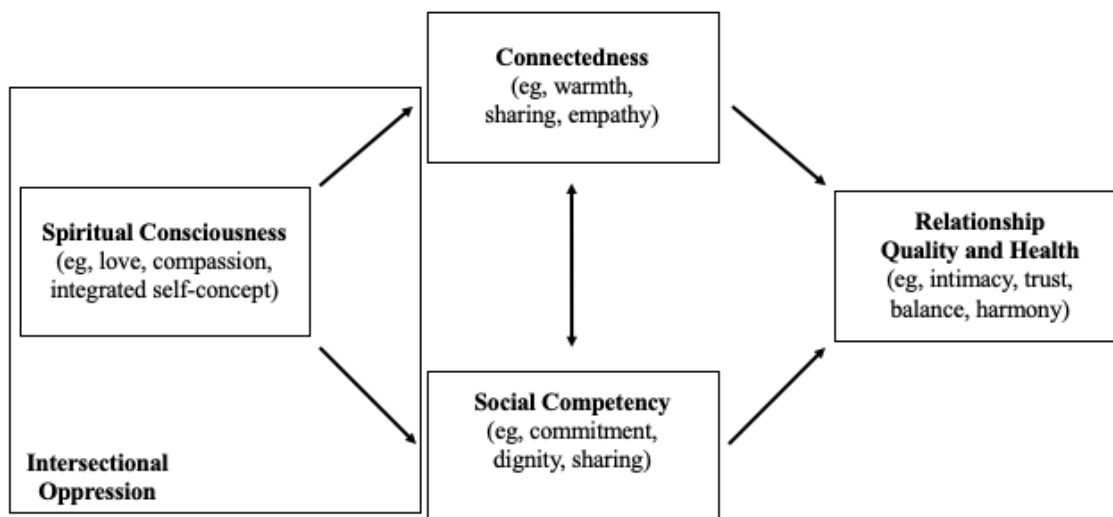 Connectedness
(eg, warmth,
sharing, empathy)
Spiritual Consciousness
(eg, love, compassion,
integrated self-concept)
Relationship
Quality and Health
(eg, intimacy, trust,
balance, harmony)
Social Competency
(eg, commitment,
dignity, sharing)
Intersectional
Oppression